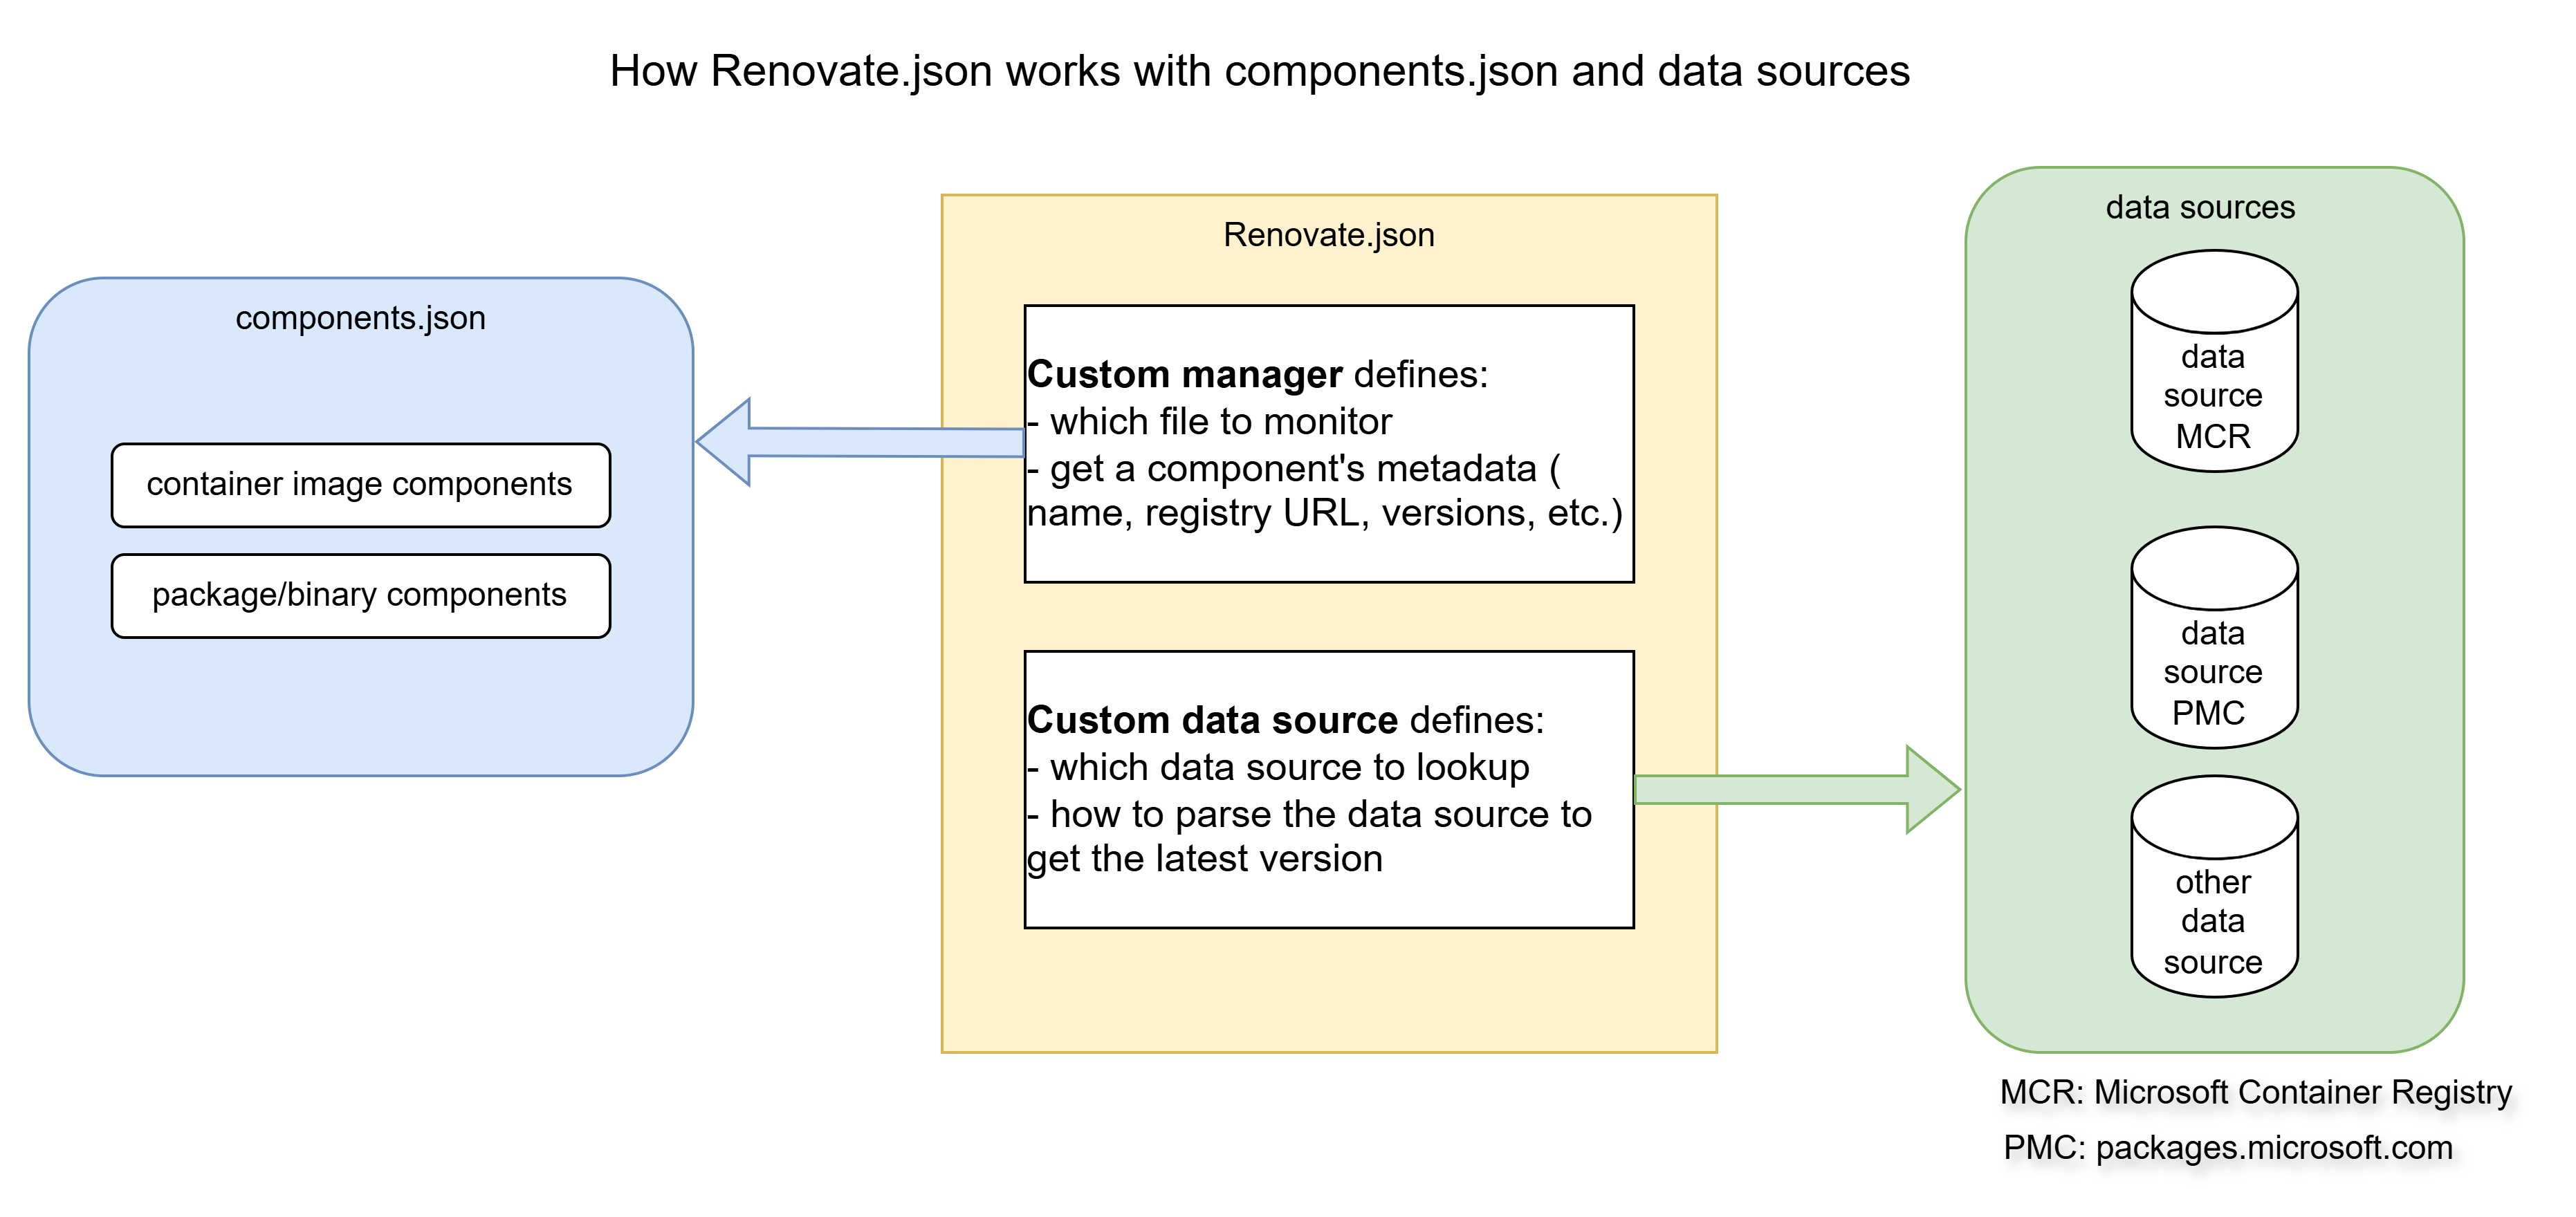 How Renovate.json works with components.json and data sources
components.json
container image components
package/binary components
Renovate.json
Custom manager defines:
- which file to monitor
- get a component's metadata (
name, registry URL, versions, etc.)
Custom data source defines:
- which data source to lookup
- how to parse the data source to
get the latest version
data sources
data
source
MCR
data
source
PMC
other
data
source
MCR: Microsoft Container Registry
PMC: packages.microsoft.com